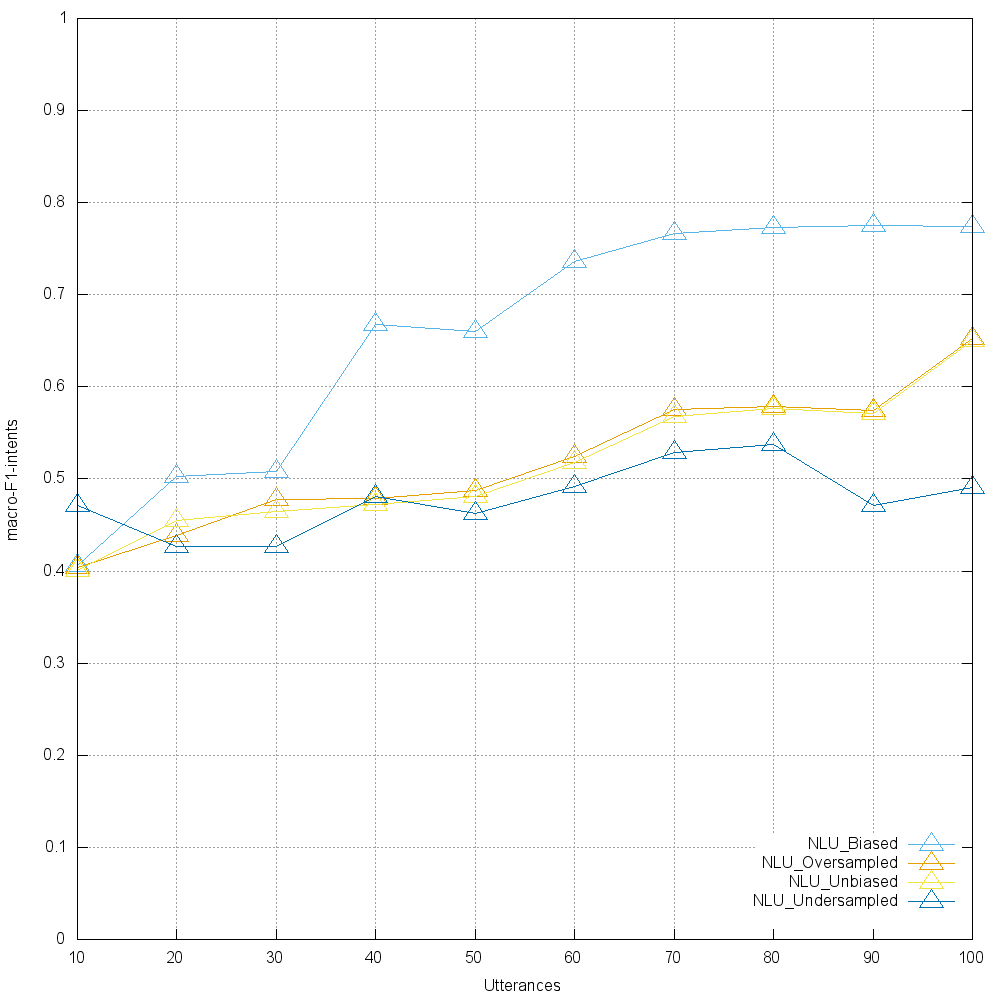 1
0.9
0.8
0.7
0.6
0.5
0.4
0.3
0.2
0.1
0
macro-F1-intents
NLU_Biased
NLU_Oversampled
NLU_Unbiased
NLU_Undersampled
10 20 30 40 50 60 70 80 90 100
Utterances